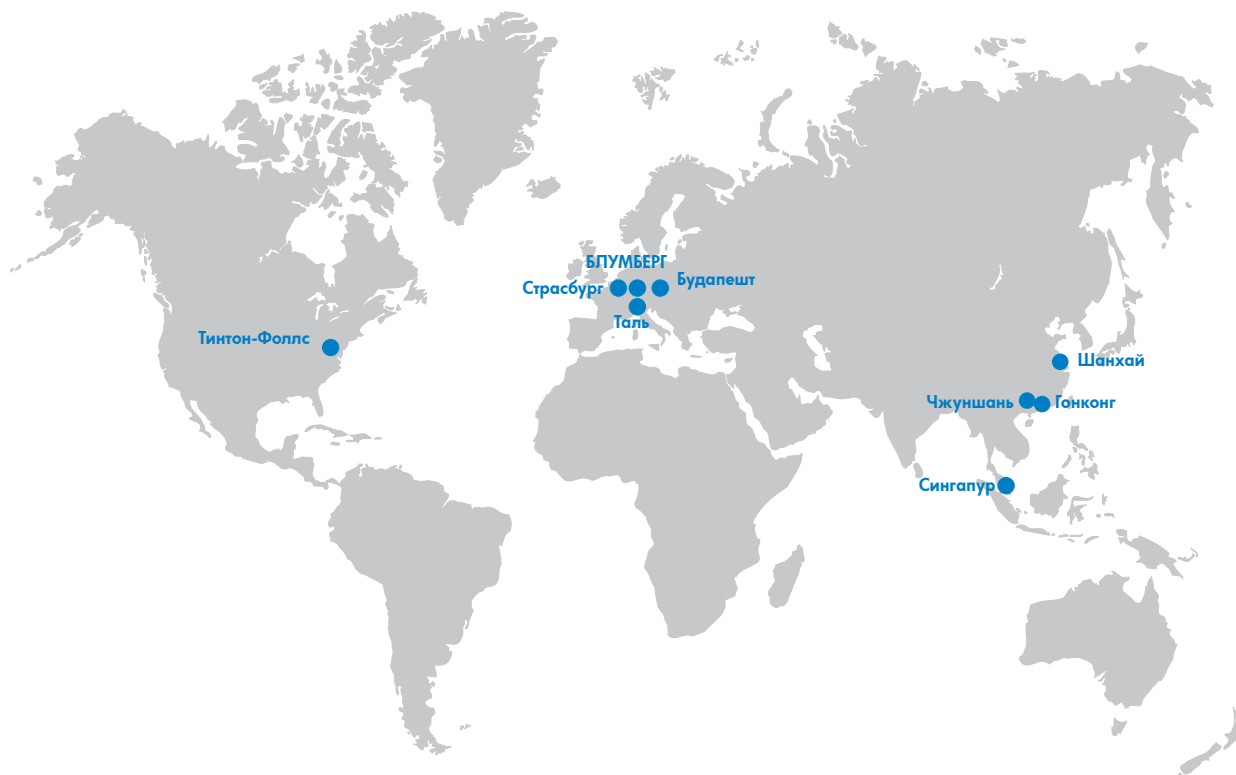 БЛУМБЕРГ
Страсбург
Будапешт
Таль
Тинтон-Фоллс
Шанхай
Чжуншань
Гонконг
Сингапур